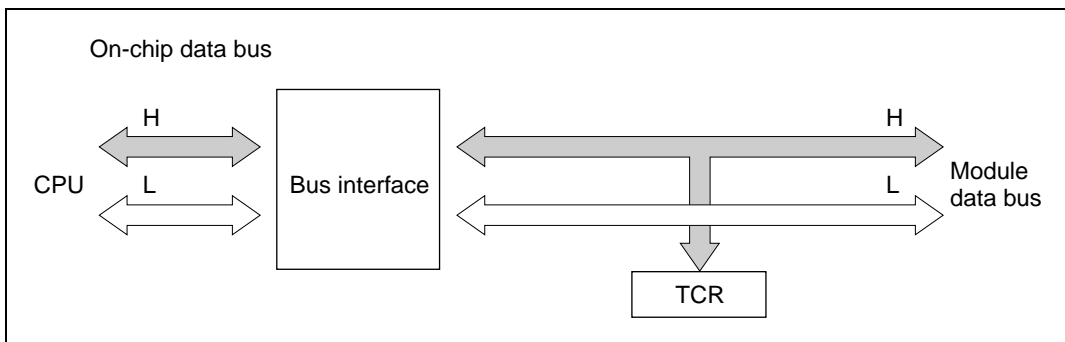 On-chip data bus
H
H
CPU
L
Bus interface
L
Module
data bus
TCR